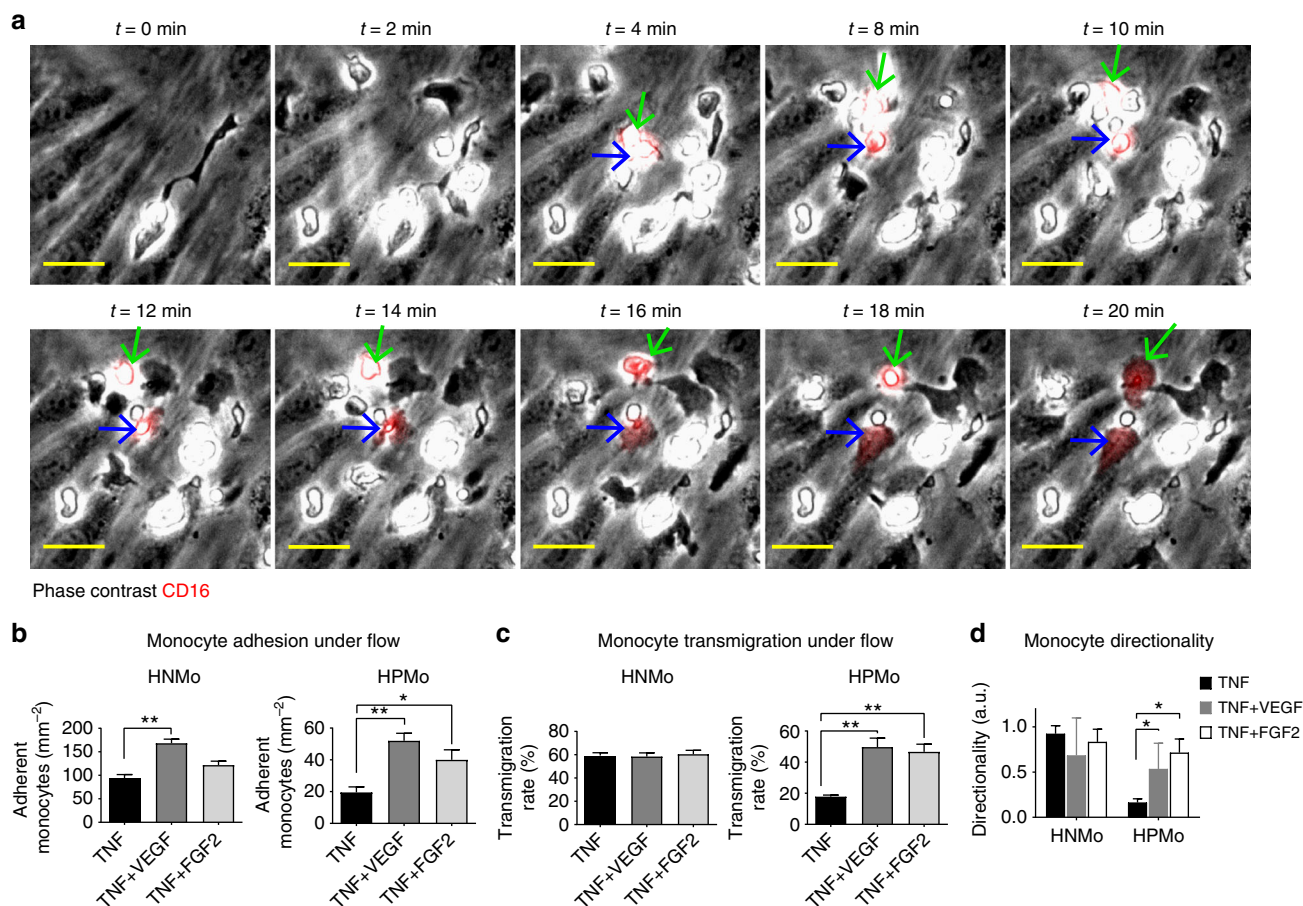 a
t = 0 min
t = 2 min
t = 4 min
t = 8 min
t = 10 min
t = 12 min
t = 14 min
t = 16 min
t = 18 min
t = 20 min
Phase contrast CD16
b
Monocyte adhesion under flow
HNMo
Adherent
monocytes (mm⁻²)
200
150
100
50
0
TNF
TNF+VEGF
TNF+FGF2
**
HPMo
Adherent
monocytes (mm⁻²)
60
40
20
0
TNF
TNF+VEGF
TNF+FGF2
*
**
c
Monocyte transmigration under flow
HNMo
Transmigration
rate (%)
80
60
40
20
0
TNF
TNF+VEGF
TNF+FGF2
HPMo
Transmigration
rate (%)
60
40
20
0
TNF
TNF+VEGF
TNF+FGF2
**
**
d
Monocyte directionality
TNF
TNF+VEGF
TNF+FGF2
Directionality (a.u.)
1.0
0.5
0.0
*
*
HNMo
HPMo